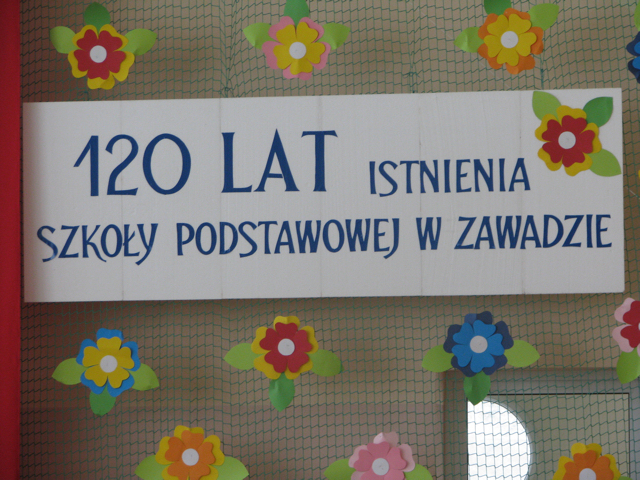 120 LAT ISTNIENIA
SZKOŁY PODSTAWOWEJ W ZAWADZIE